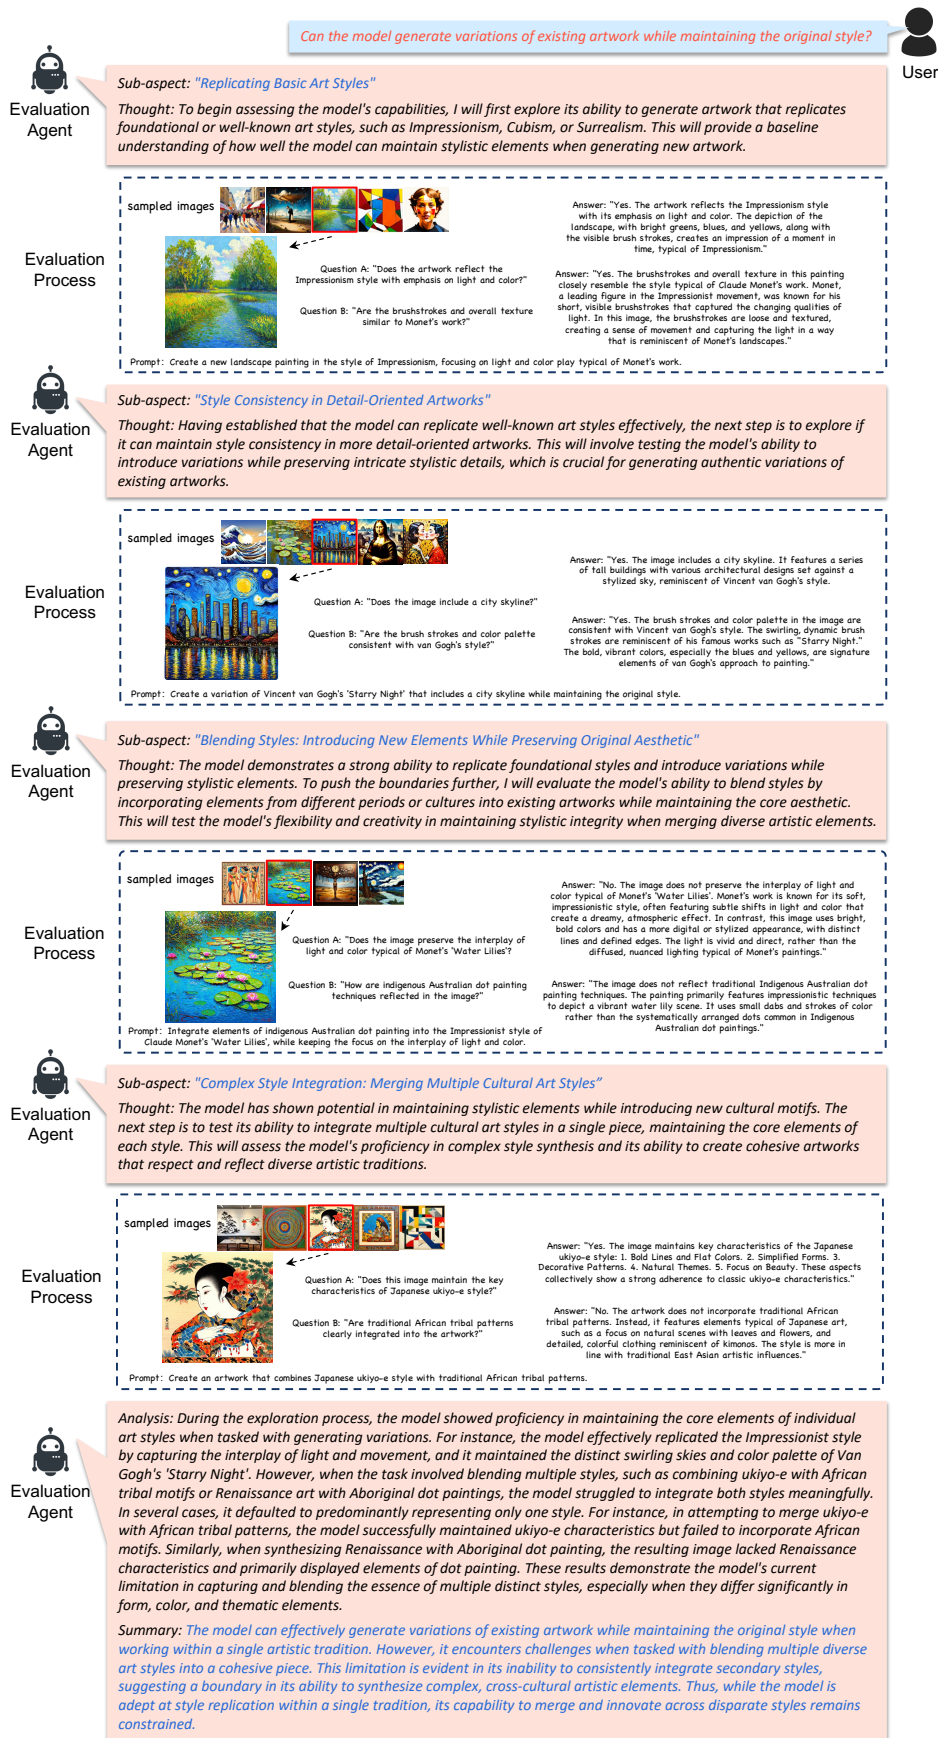 Can the model generate variations of existing artwork while maintaining the original style?
User
Evaluation
Agent
Sub-aspect: "Replicating Basic Art Styles"
Thought: To begin assessing the model's capabilities, I will first explore its ability to generate artwork that replicates
foundational or well-known art styles, such as Impressionism, Cubism, or Surrealism. This will provide a baseline
understanding of how well the model can maintain stylistic elements when generating new artwork.
Evaluation
Process
sampled images
Question A: "Does the artwork reflect the
Impressionism style with emphasis on light and color?"
Question B: "Are the brushstrokes and overall texture
similar to Monet's work?"
Answer: "Yes. The artwork reflects the Impressionism style
with its emphasis on light and color. The depiction of the
landscape, with bright greens, blues, and yellows, along with
the visible brush strokes, creates an impression of a moment in
time, typical of Impressionism."
Answer: "Yes. The brushstrokes and overall texture in this painting
closely resemble the style typical of Claude Monet's work. Monet,
a leading figure in the Impressionist movement, was known for his
short, visible brushstrokes that captured the changing qualities of
light. In this image, the brushstrokes are loose and textured,
creating a sense of movement and capturing the light in a way
that is reminiscent of Monet's landscapes."
Prompt: Create a new landscape painting in the style of Impressionism, focusing on light and color play typical of Monet's work.
Evaluation
Agent
Sub-aspect: "Style Consistency in Detail-Oriented Artworks"
Thought: Having established that the model can replicate well-known art styles effectively, the next step is to explore if
it can maintain style consistency in more detail-oriented artworks. This will involve testing the model's ability to
introduce variations while preserving intricate stylistic details, which is crucial for generating authentic variations of
existing artworks.
Evaluation
Process
sampled images
Question A: "Does the image include a city skyline?"
Question B: "Are the brush strokes and color palette
consistent with van Gogh's style?"
Answer: "Yes. The image includes a city skyline. It features a series
of tall buildings with various architectural designs set against a
stylized sky, reminiscent of Vincent van Gogh's style.
Answer: "Yes. The brush strokes and color palette in the image are
consistent with Vincent van Gogh's style. The swirling, dynamic brush
strokes are reminiscent of his famous works such as "Starry Night."
The bold, vibrant colors, especially the blues and yellows, are signature
elements of van Gogh's approach to painting."
Prompt: Create a variation of Vincent van Gogh's 'Starry Night' that includes a city skyline while maintaining the original style.
Evaluation
Agent
Sub-aspect: "Blending Styles: Introducing New Elements While Preserving Original Aesthetic"
Thought: The model demonstrates a strong ability to replicate foundational styles and introduce variations while
preserving stylistic elements. To push the boundaries further, I will evaluate the model's ability to blend styles by
incorporating elements from different periods or cultures into existing artworks while maintaining the core aesthetic.
This will test the model's flexibility and creativity in maintaining stylistic integrity when merging diverse artistic elements.
Evaluation
Process
sampled images
Question A: "Does the image preserve the interplay of
light and color typical of Monet's 'Water Lilies'?
Question B: "How are indigenous Australian dot painting
techniques reflected in the image?"
Answer: "No. The image does not preserve the interplay of light and
color typical of Monet's 'Water Lilies'. Monet's work is known for its soft,
impressionistic style, often featuring subtle shifts in light and color that
create a dreamy, atmospheric effect. In contrast, this image uses bright,
bold colors and has a more digital or stylized appearance, with distinct
lines and defined edges. The light is vivid and direct, rather than the
diffused, nuanced lighting typical of Monet's paintings."
Answer: "The image does not reflect traditional Indigenous Australian dot
painting techniques. The painting primarily features impressionistic techniques
to depict a vibrant water lily scene. It uses small dabs and strokes of color
rather than the systematically arranged dots common in Indigenous
Australian dot paintings."
Prompt: Integrate elements of indigenous Australian dot painting into the Impressionist style of
Claude Monet's 'Water Lilies', while keeping the focus on the interplay of light and color.
Evaluation
Agent
Sub-aspect: "Complex Style Integration: Merging Multiple Cultural Art Styles”
Thought: The model has shown potential in maintaining stylistic elements while introducing new cultural motifs. The
next step is to test its ability to integrate multiple cultural art styles in a single piece, maintaining the core elements of
each style. This will assess the model's proficiency in complex style synthesis and its ability to create cohesive artworks
that respect and reflect diverse artistic traditions.
Evaluation
Process
sampled images
Question A: "Does this image maintain the key
characteristics of Japanese ukiyo-e style?"
Question B: "Are traditional African tribal patterns
clearly integrated into the artwork?"
Answer: "Yes. The image maintains key characteristics of the Japanese
ukiyo-e style: 1. Bold Lines and Flat Colors. 2. Simplified Forms. 3.
Decorative Patterns. 4. Natural Themes. 5. Focus on Beauty. These aspects
collectively show a strong adherence to classic ukiyo-e characteristics."
Answer: "No. The artwork does not incorporate traditional African
tribal patterns. Instead, it features elements typical of Japanese art,
such as a focus on natural scenes with leaves and flowers, and
detailed, colorful clothing reminiscent of kimonos. The style is more in
line with traditional East Asian artistic influences."
Prompt: Create an artwork that combines Japanese ukiyo-e style with traditional African tribal patterns.
Evaluation
Agent
Analysis: During the exploration process, the model showed proficiency in maintaining the core elements of individual
art styles when tasked with generating variations. For instance, the model effectively replicated the Impressionist style
by capturing the interplay of light and movement, and it maintained the distinct swirling skies and color palette of Van
Gogh's 'Starry Night'. However, when the task involved blending multiple styles, such as combining ukiyo-e with African
tribal motifs or Renaissance art with Aboriginal dot paintings, the model struggled to integrate both styles meaningfully.
In several cases, it defaulted to predominantly representing only one style. For instance, in attempting to merge ukiyo-e
with African tribal patterns, the model successfully maintained ukiyo-e characteristics but failed to incorporate African
motifs. Similarly, when synthesizing Renaissance with Aboriginal dot painting, the resulting image lacked Renaissance
characteristics and primarily displayed elements of dot painting. These results demonstrate the model's current
limitation in capturing and blending the essence of multiple distinct styles, especially when they differ significantly in
form, color, and thematic elements.
Summary: The model can effectively generate variations of existing artwork while maintaining the original style when
working within a single artistic tradition. However, it encounters challenges when tasked with blending multiple diverse
art styles into a cohesive piece. This limitation is evident in its inability to consistently integrate secondary styles,
suggesting a boundary in its ability to synthesize complex, cross-cultural artistic elements. Thus, while the model is
adept at style replication within a single tradition, its capability to merge and innovate across disparate styles remains
constrained.